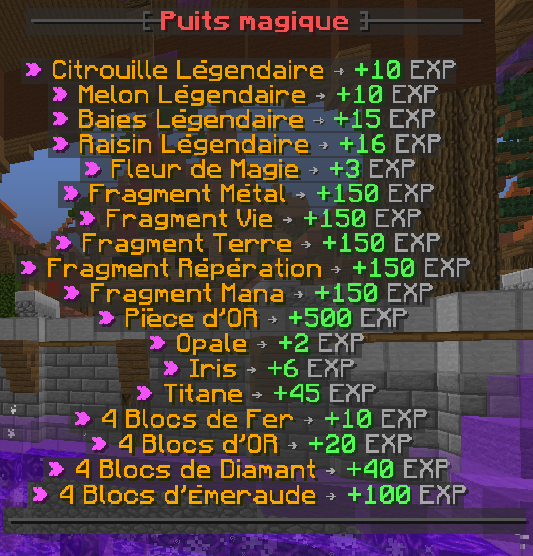 Puits magique
Citrouille Légendaire → +10 EXP
Melon Légendaire → +10 EXP
Baies Légendaire → +15 EXP
Raisin Légendaire → +16 EXP
Fleur de Magie → +3 EXP
Fragment Métal → +150 EXP
Fragment Vie → +150 EXP
Fragment Terre → +150 EXP
Fragment Répération → +150 EXP
Fragment Mana → +150 EXP
Pièce d'OR → +500 EXP
Opale → +2 EXP
Iris → +6 EXP
Titane → +45 EXP
4 Blocs de Fer → +10 EXP
4 Blocs d'OR → +20 EXP
4 Blocs de Diamant → +40 EXP
4 Blocs d'Émeraude → +100 EXP